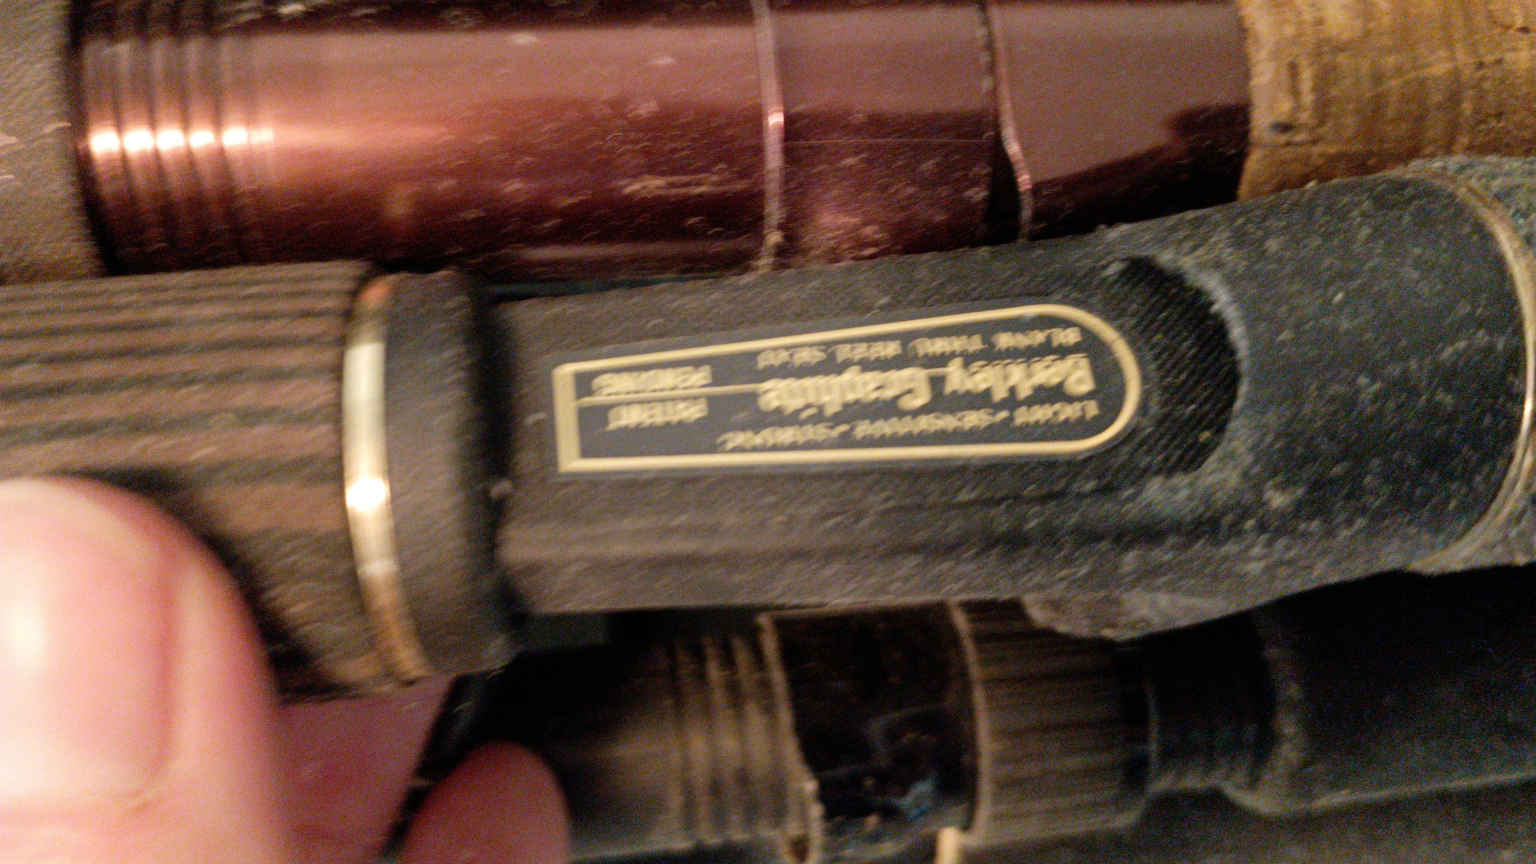 LIGHT - SENSITIVE - STRONG
Berkley Graphite
BLANK THRU REEL SEAT
PATENT
PENDING